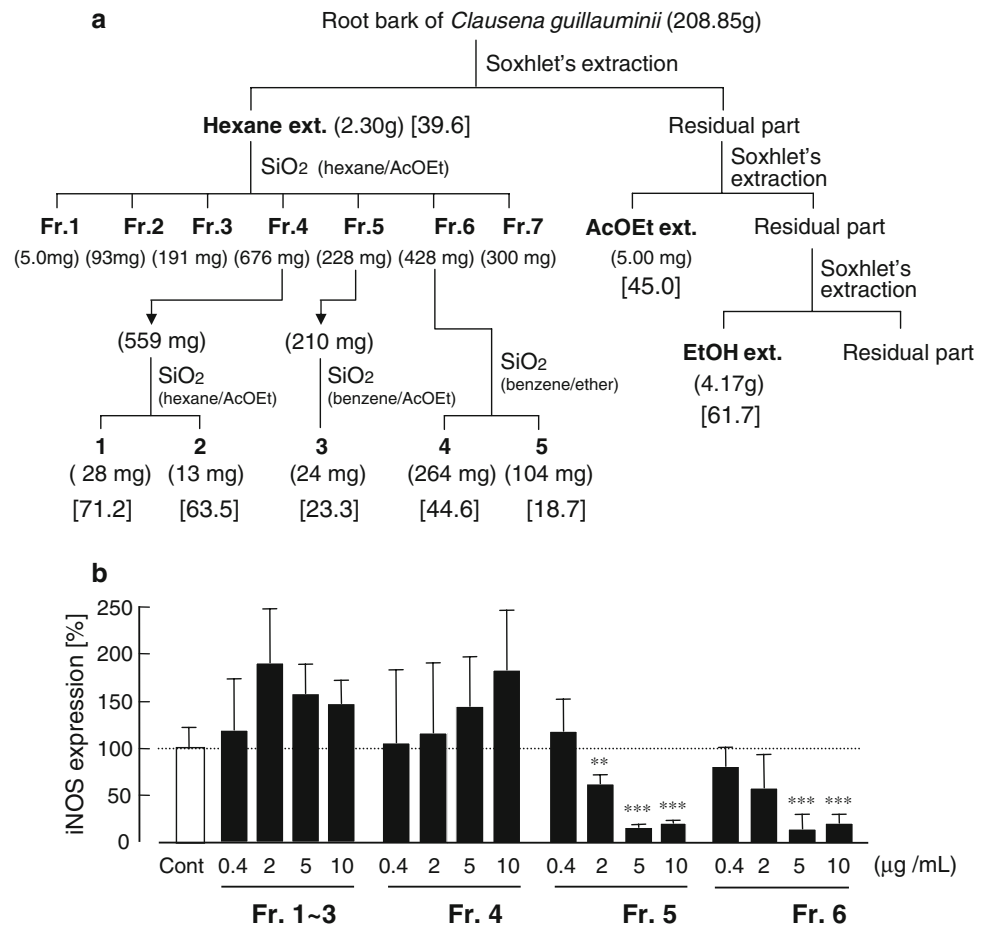 a
Root bark of Clausena guillauminii (208.85g)
Soxhlet's extraction
Hexane ext. (2.30g) [39.6]
Residual part
SiO2 (hexane/AcOEt)
Soxhlet's
extraction
Fr.1 Fr.2 Fr.3 Fr.4 Fr.5 Fr.6 Fr.7
(5.0mg) (93mg) (191 mg) (676 mg) (228 mg) (428 mg) (300 mg)
AcOEt ext.
(5.00 mg)
[45.0]
Residual part
Soxhlet's
extraction
EtOH ext.
(4.17g)
[61.7]
Residual part
(559 mg)
SiO2
(hexane/AcOEt)
(210 mg)
SiO2
(benzene/AcOEt)
SiO2
(benzene/ether)
1 2 3 4 5
( 28 mg) (13 mg) (24 mg) (264 mg) (104 mg)
[71.2] [63.5] [23.3] [44.6] [18.7]
b
iNOS expression [%]
250
200
150
100
50
0
** *** *** *** ***
Cont 0.4 2 5 10 0.4 2 5 10 0.4 2 5 10 0.4 2 5 10 (μg /mL)
Fr. 1~3 Fr. 4 Fr. 5 Fr. 6